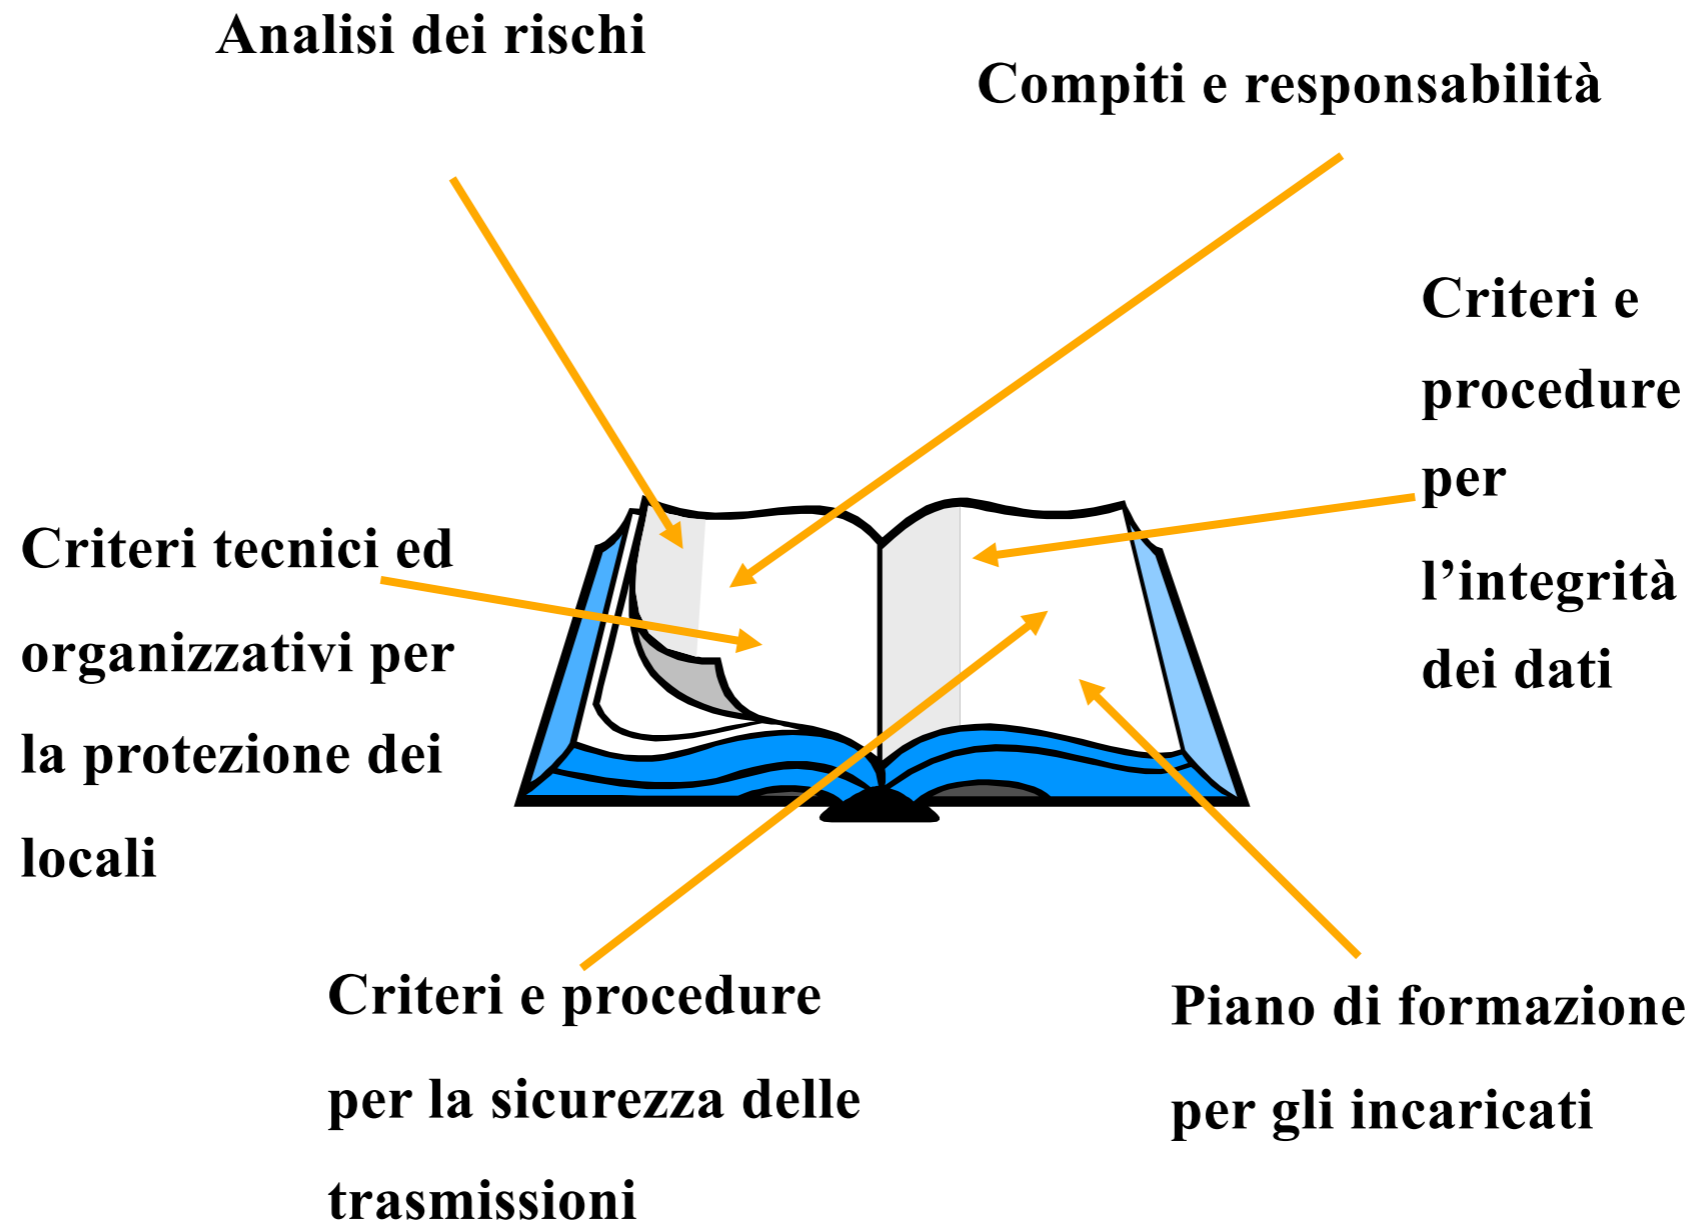 Analisi dei rischi
Compiti e responsabilità
Criteri e
procedure
per
l’integrità
dei dati
Criteri tecnici ed
organizzativi per
la protezione dei
locali
Criteri e procedure
per la sicurezza delle
trasmissioni
Piano di formazione
per gli incaricati